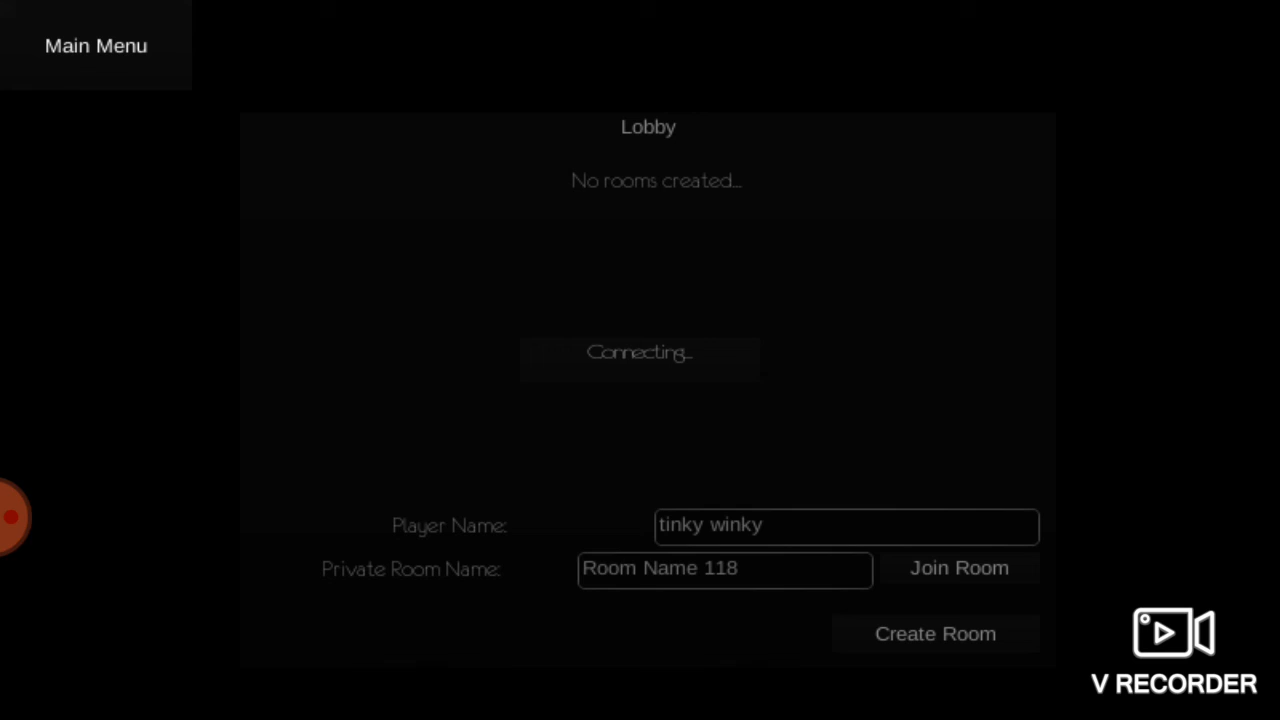 Main Menu
Lobby
No rooms created...
Connecting...
Player Name: tinky winky
Private Room Name: Room Name 118 Join Room
Create Room
V RECORDER